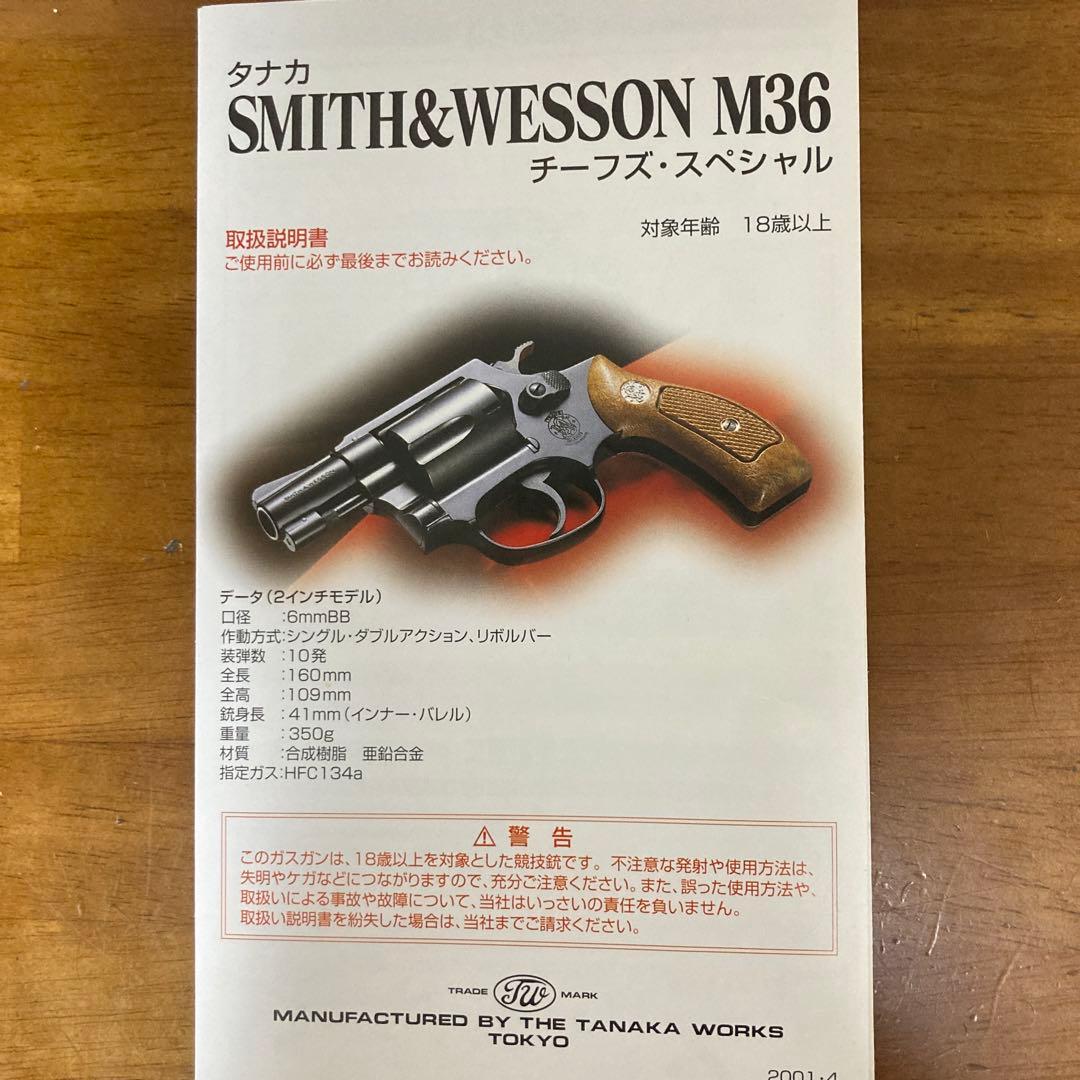 タナカ
SMITH&WESSON M36
チーフズ・スペシャル
対象年齢　18歳以上
取扱説明書
ご使用前に必ず最後までお読みください。
SMITH & WESSON
データ(2インチモデル)
口径　:6mmBB
作動方式:シングル・ダブルアクション、リボルバー
装弾数　:10発
全長　:160mm
全高　:109mm
銃身長　:41mm(インナー・バレル)
重量　:350g
材質　:合成樹脂　亜鉛合金
指定ガス:HFC134a
⚠ 警 告
このガスガンは、18歳以上を対象とした競技銃です。不注意な発射や使用方法は、
失明やケガなどにつながりますので、充分ご注意ください。また、誤った使用方法や、
取扱いによる事故や故障について、当社はいっさいの責任を負いません。
取扱い説明書を紛失した場合は、当社までご請求ください。
TRADE TW MARK
MANUFACTURED BY THE TANAKA WORKS
TOKYO
2001・4